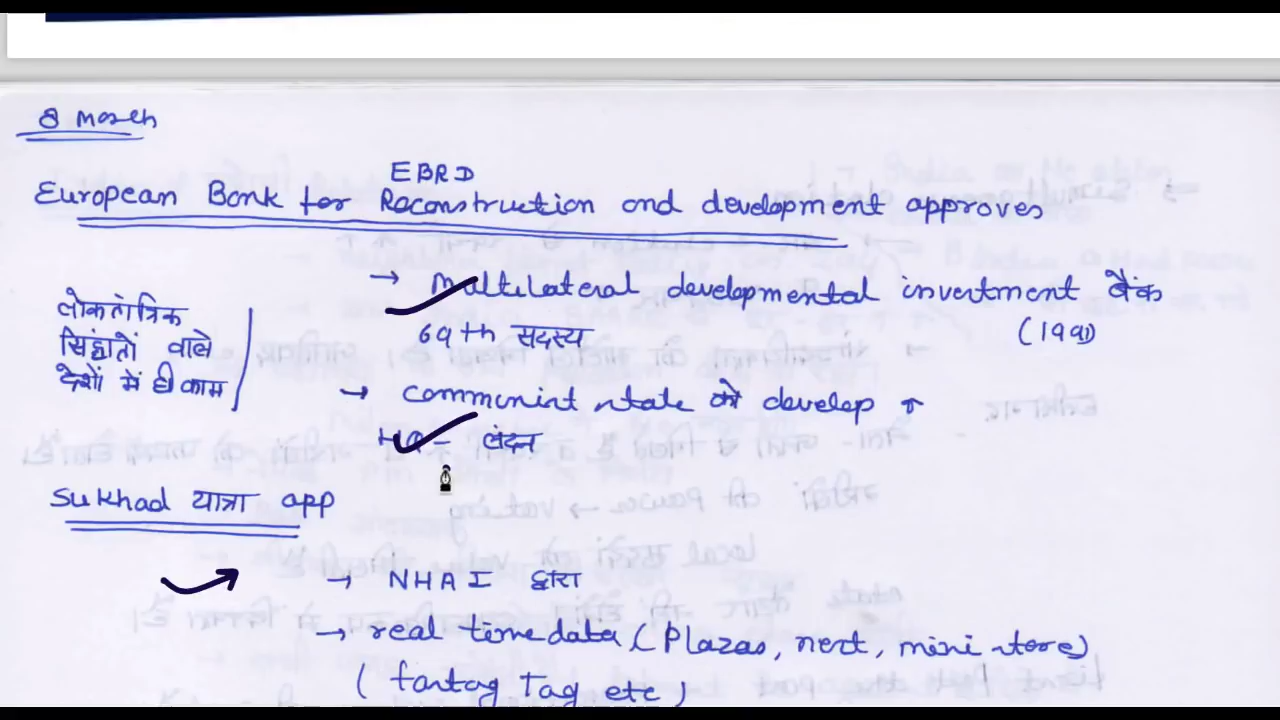 8 March
EBRD
European Bank for Reconstruction and development approves
→ Multilateral developmental investment बैंक
(1991)
69th सदस्य
लोकतांत्रिक
सिद्धांतों वाले
देशों में ही काम
→ communist state को develop
HQ - लंदन
Sukhad यात्रा app
→ NHAI द्वारा
→ real time data (Plazas, rest, mini store)
( fastag Tag etc )